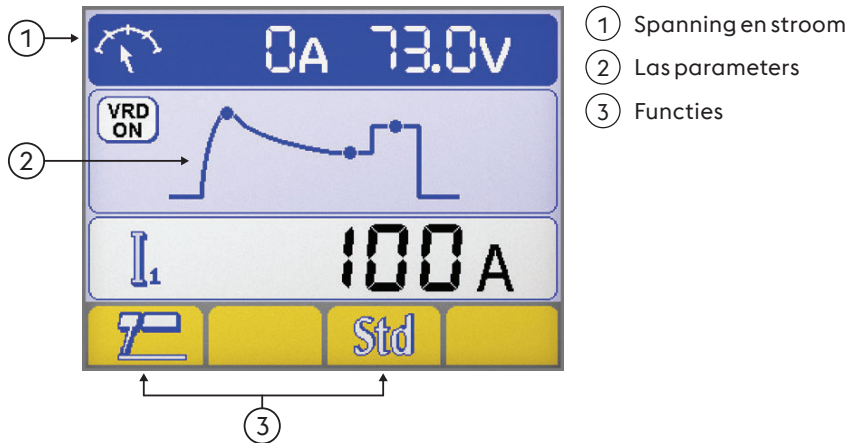 1
0A 73.0V
1 Spanning en stroom
2 Las parameters
3 Functies
VRD
ON
2
I1
100 A
Std
3